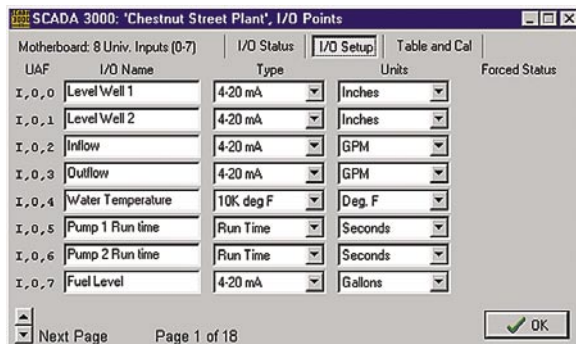 SCADA 3000: 'Chestnut Street Plant', I/O Points
Motherboard: 8 Univ. Inputs (0-7) I/O Status I/O Setup Table and Cal
UAF I/O Name Type Units Forced Status
I,0,0 Level Well 1 4-20 mA Inches
I,0,1 Level Well 2 4-20 mA Inches
I,0,2 Inflow 4-20 mA GPM
I,0,3 Outflow 4-20 mA GPM
I,0,4 Water Temperature 10K deg F Deg. F
I,0,5 Pump 1 Run time Run Time Seconds
I,0,6 Pump 2 Run time Run Time Seconds
I,0,7 Fuel Level 4-20 mA Gallons
Next Page Page 1 of 18 OK